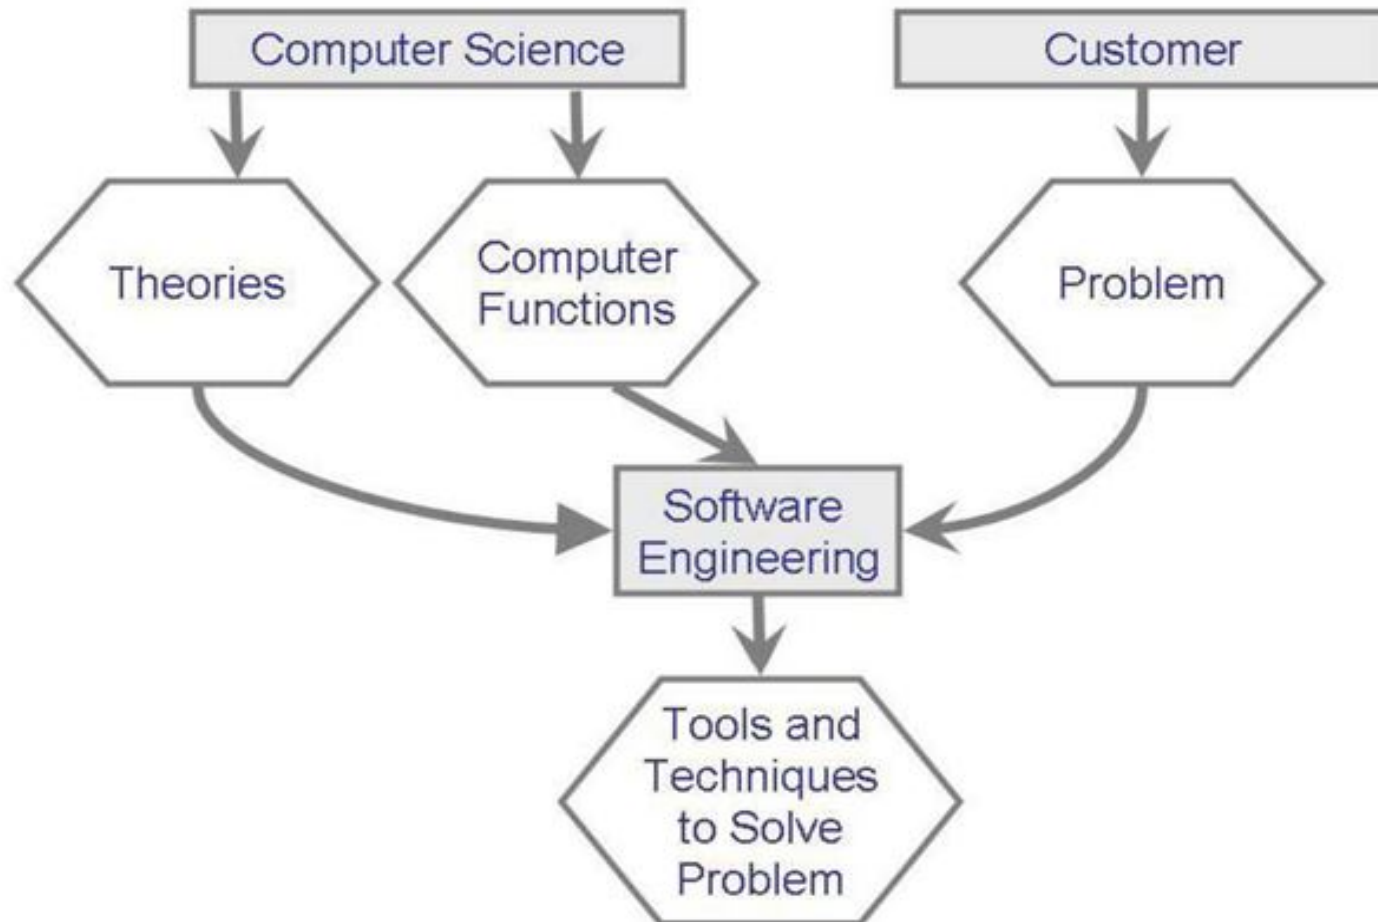 Computer Science
Customer
Theories
Computer
Functions
Problem
Software
Engineering
Tools and
Techniques
to Solve
Problem